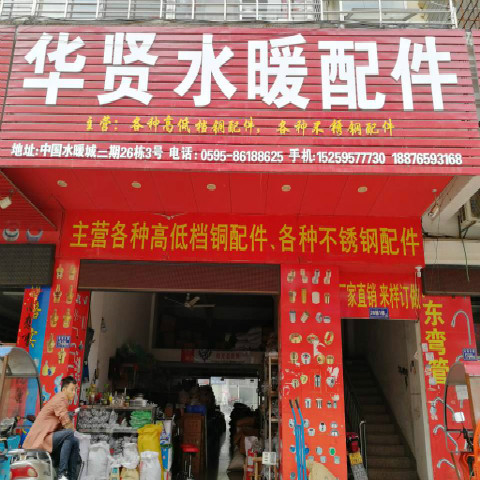 华贤水暖配件
主营：各种高低档铜配件，各种不锈钢配件
地址:中国水暖城二期26栋3号 电话:0595-86188625 手机:15259577730 18876593168
主营各种高低档铜配件、各种不锈钢配件
厂家直销 来样订做
东弯管